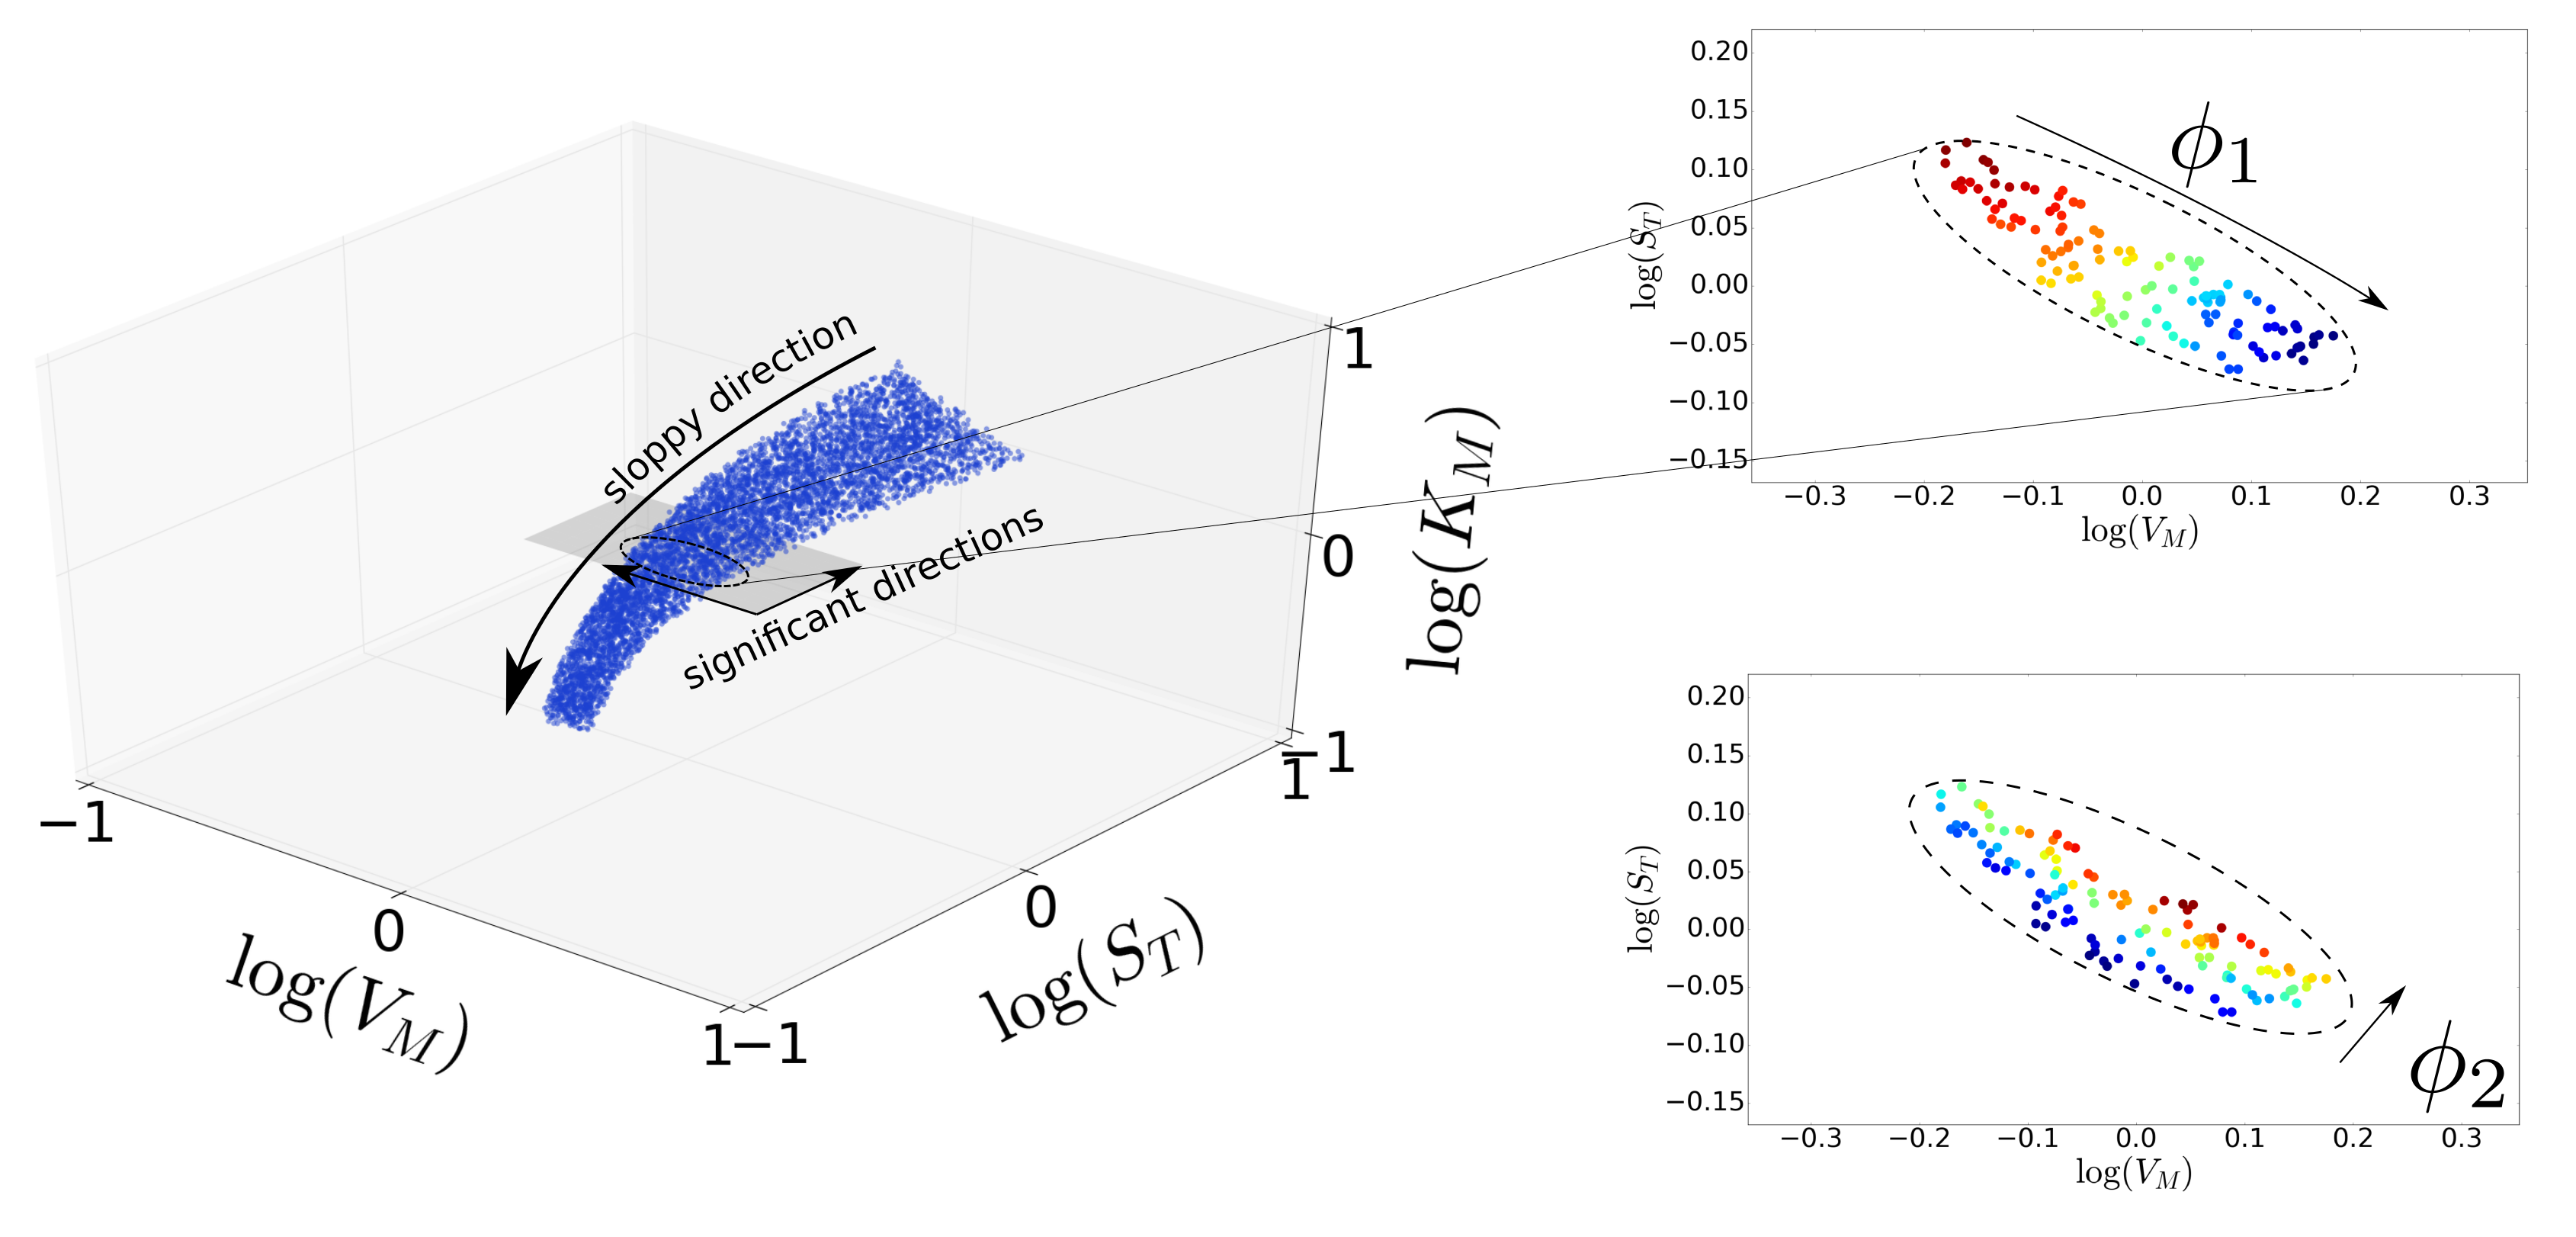 sloppy direction
significant directions
1
0
−1
log(K_M)
−1
0
1
log(V_M)
−1
0
1
log(S_T)
0.20
0.15
0.10
0.05
0.00
−0.05
−0.10
−0.15
log(S_T)
−0.3 −0.2 −0.1 0.0 0.1 0.2 0.3
log(V_M)
ϕ1
0.20
0.15
0.10
0.05
0.00
−0.05
−0.10
−0.15
log(S_T)
−0.3 −0.2 −0.1 0.0 0.1 0.2 0.3
log(V_M)
ϕ2